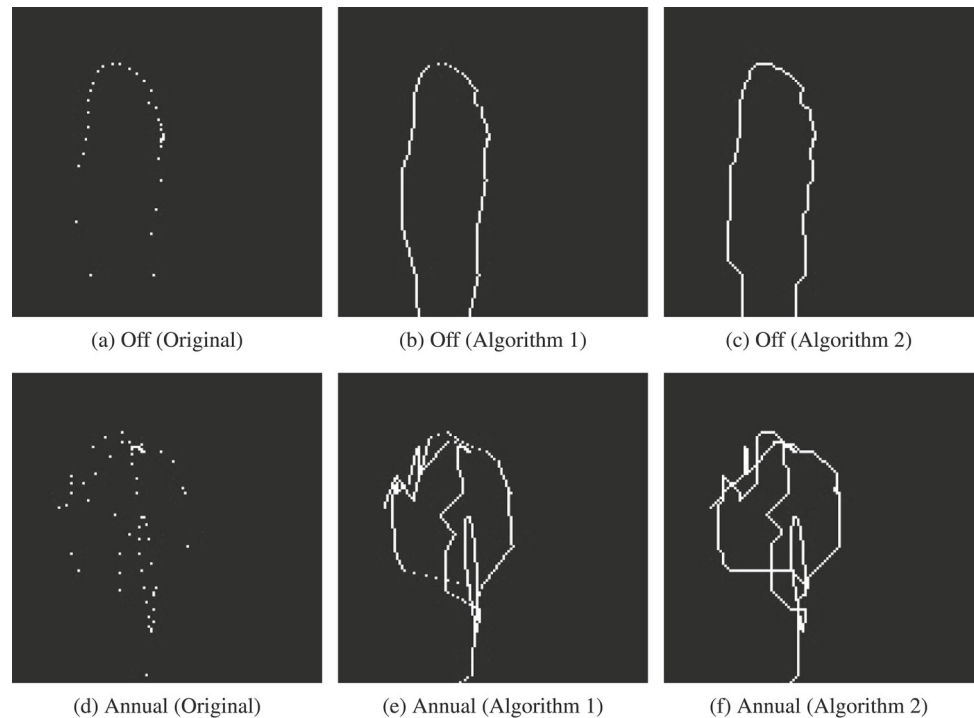 (a) Off (Original)
(b) Off (Algorithm 1)
(c) Off (Algorithm 2)
(d) Annual (Original)
(e) Annual (Algorithm 1)
(f) Annual (Algorithm 2)